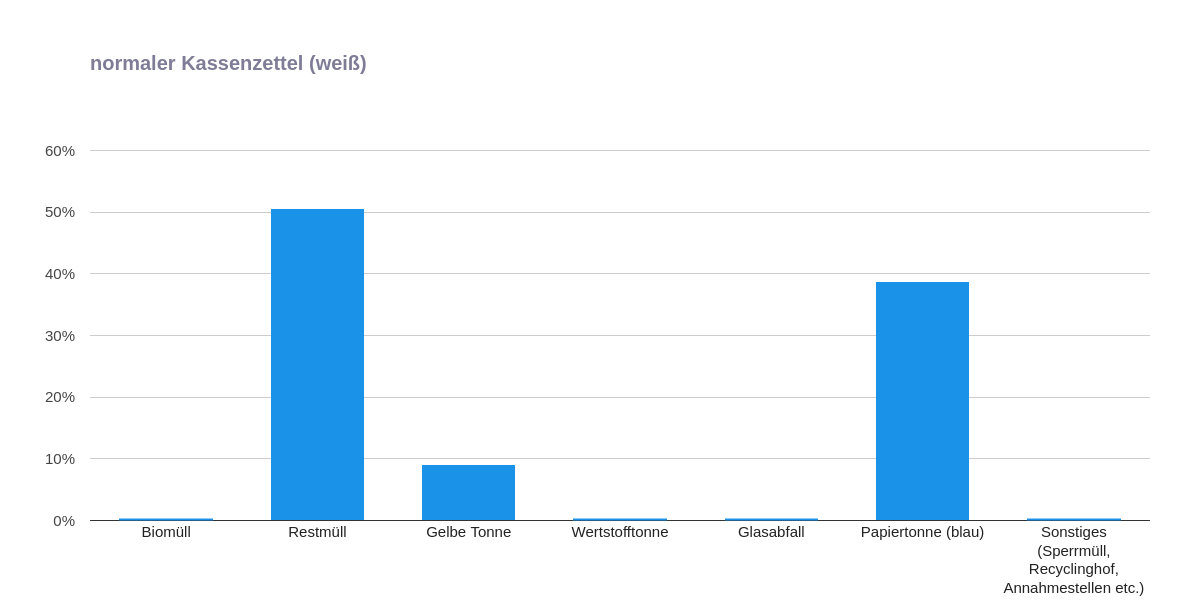 normaler Kassenzettel (weiß)
60%
50%
40%
30%
20%
10%
0%
Biomüll
Restmüll
Gelbe Tonne
Wertstofftonne
Glasabfall
Papiertonne (blau)
Sonstiges
(Sperrmüll,
Recyclinghof,
Annahmestellen etc.)